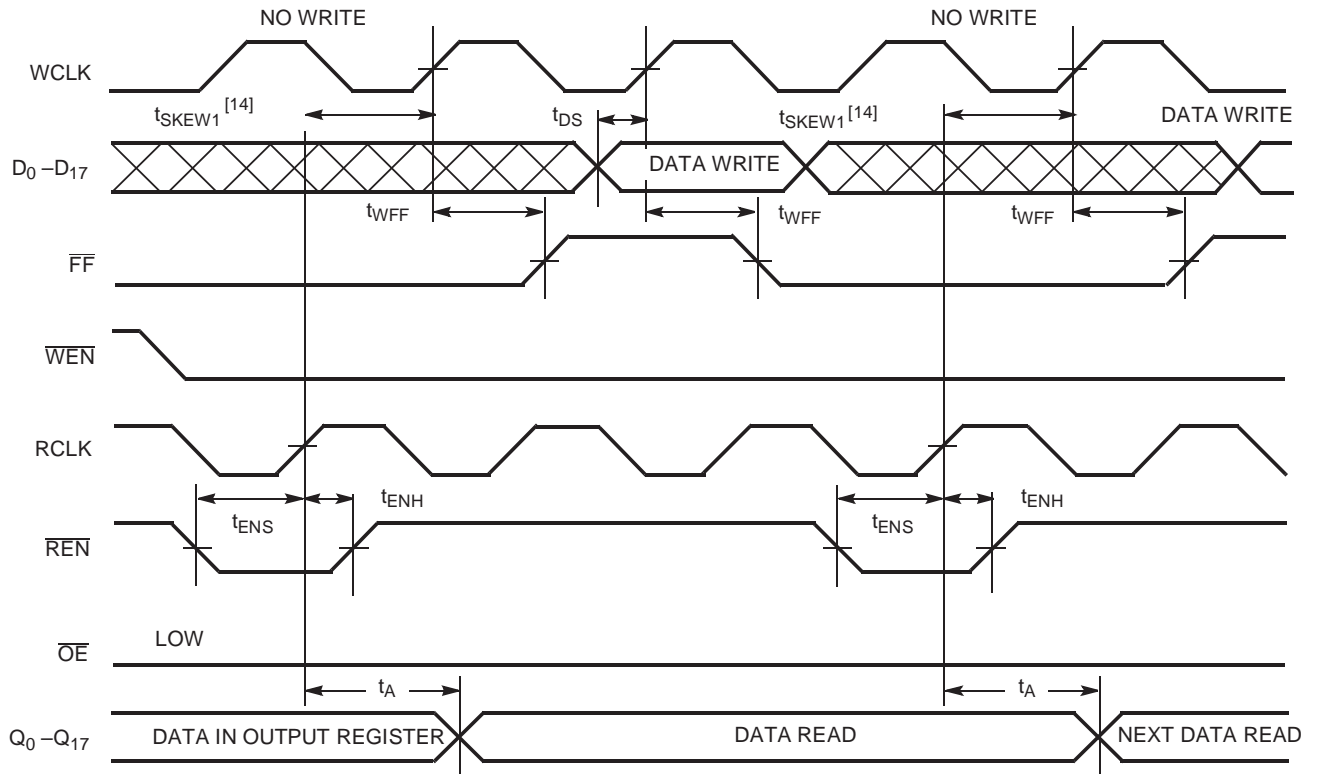 NO WRITE NO WRITE
WCLK
tSKEW1 [14] tDS tSKEW1 [14] DATA WRITE
D0 –D17 DATA WRITE
tWFF tWFF tWFF
FF
WEN
RCLK
tENH tENH
tENS tENS
REN
LOW
OE
tA tA
Q0 –Q17 DATA IN OUTPUT REGISTER DATA READ NEXT DATA READ